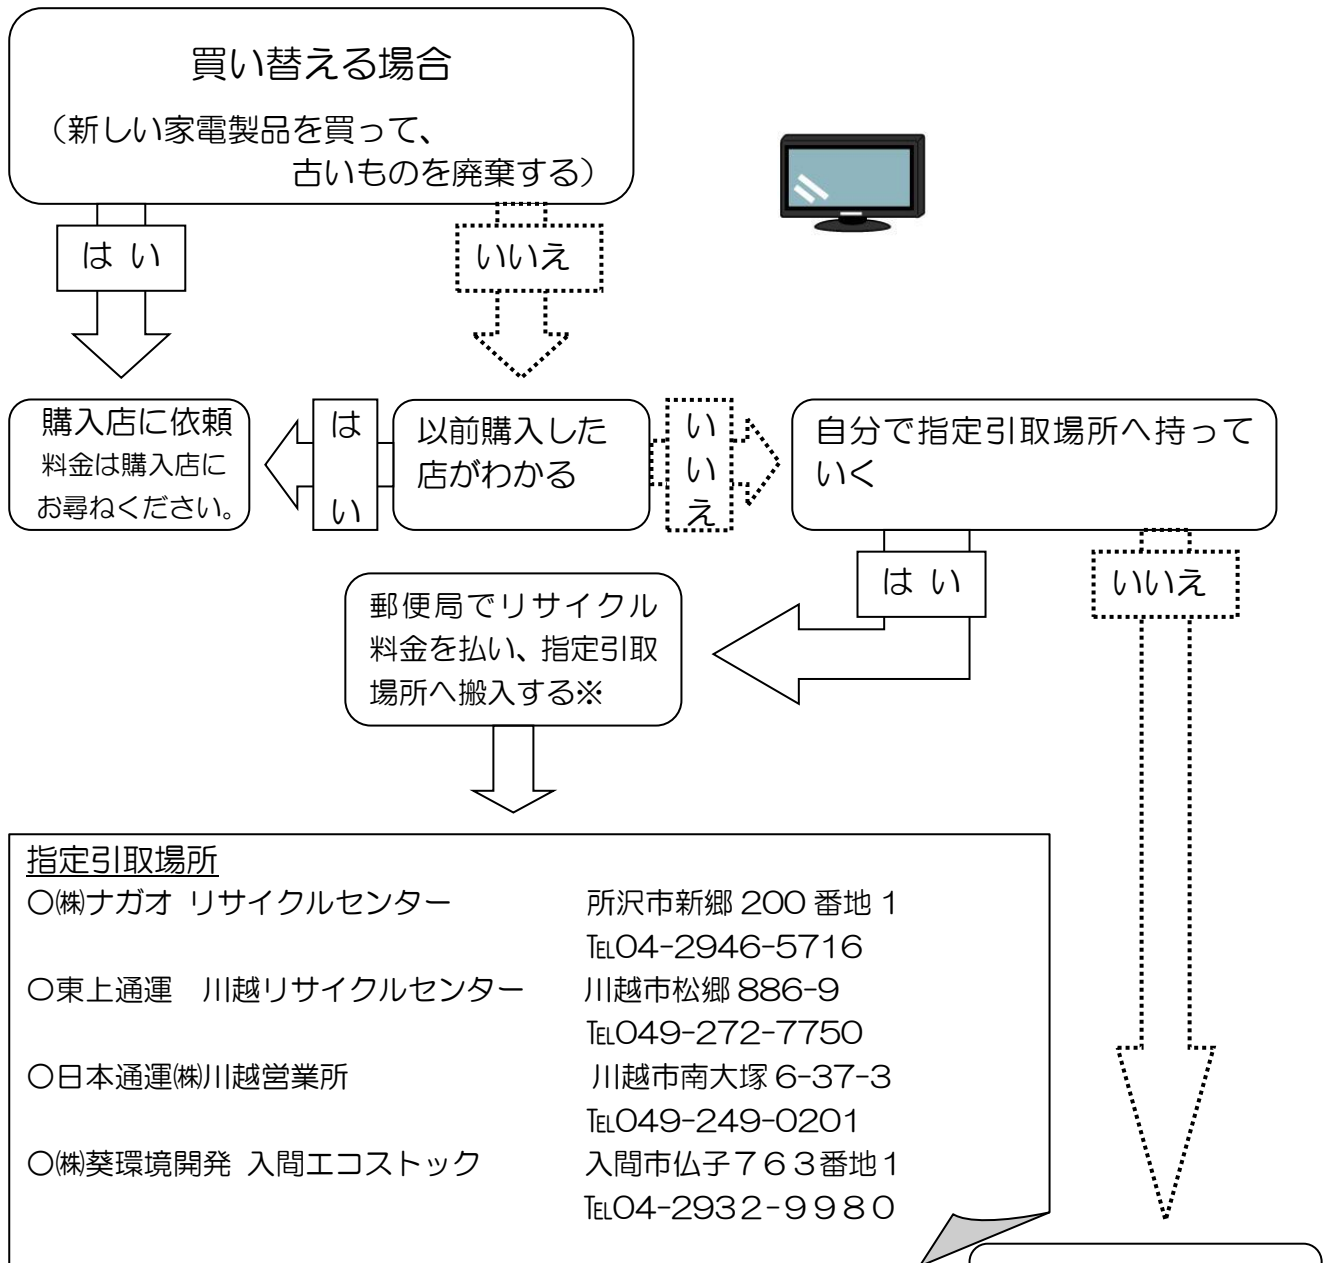 買い替える場合
（新しい家電製品を買って、
古いものを廃棄する）
はい
いいえ
購入店に依頼
料金は購入店に
お尋ねください。
はい
以前購入した
店がわかる
いいえ
自分で指定引取場所へ持って
いく
はい
いいえ
郵便局でリサイクル
料金を払い、指定引取
場所へ搬入する※
指定引取場所
〇㈱ナガオ リサイクルセンター 所沢市新郷 200 番地 1
℡04-2946-5716
〇東上通運　川越リサイクルセンター 川越市松郷 886-9
℡049-272-7750
〇日本通運㈱川越営業所 川越市南大塚 6-37-3
℡049-249-0201
〇㈱葵環境開発 入間エコストック 入間市仏子７６３番地１
℡04-2932-９９８０